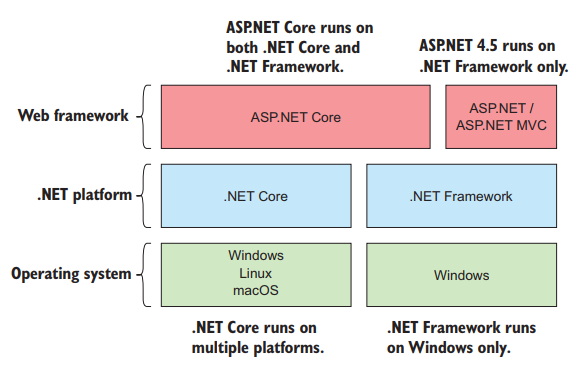 ASP.NET Core runs on
both .NET Core and
.NET Framework.
ASP.NET 4.5 runs on
.NET Framework only.
Web framework
ASP.NET Core
ASP.NET /
ASP.NET MVC
.NET platform
.NET Core
.NET Framework
Operating system
Windows
Linux
macOS
Windows
.NET Core runs on
multiple platforms.
.NET Framework runs
on Windows only.